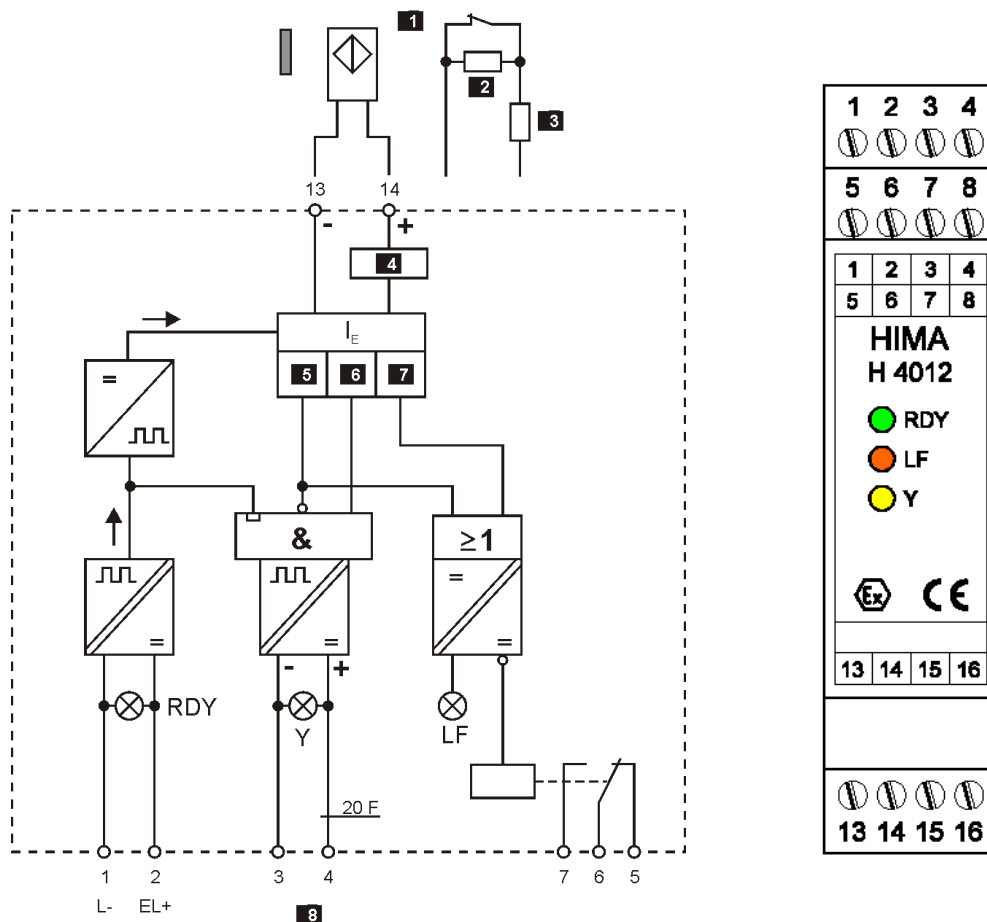 1
2
3
13 14
- +
4
I_E
5 6 7
=
& ≥1
=
= = =
- +
RDY
Y
LF
20 F
1 2 3 4 7 6 5
L- EL+
8
1 2 3 4
5 6 7 8
1 2 3 4
5 6 7 8
HIMA
H 4012
RDY
LF
Y
Ex CE
13 14 15 16
13 14 15 16